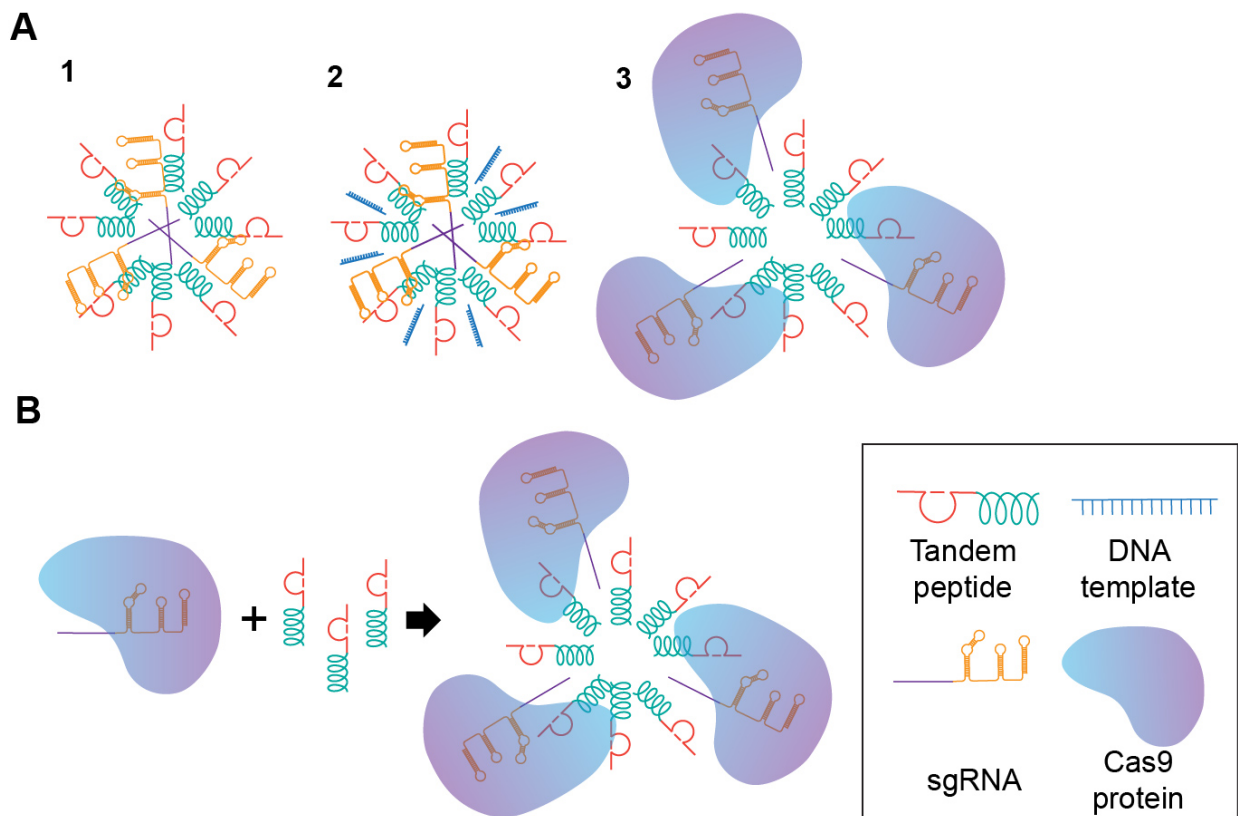 A
1
2
3
B
+
Tandem
peptide
DNA
template
sgRNA
Cas9
protein